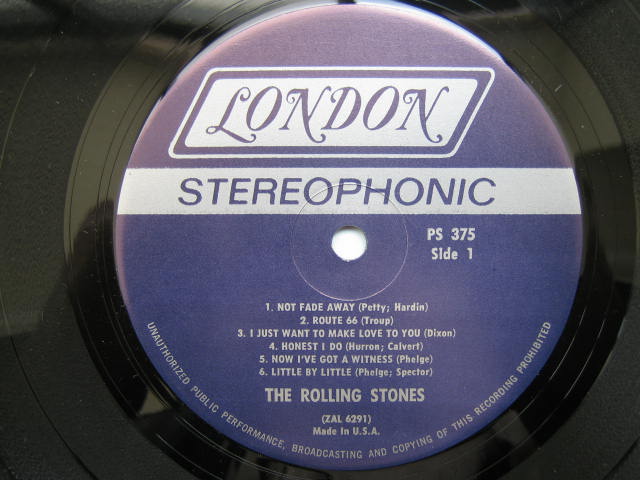 LONDON
STEREOPHONIC
PS 375
Side 1
1. NOT FADE AWAY (Petty; Hardin)
2. ROUTE 66 (Troup)
3. I JUST WANT TO MAKE LOVE TO YOU (Dixon)
4. HONEST I DO (Hurron; Calvert)
5. NOW I'VE GOT A WITNESS (Phelge)
6. LITTLE BY LITTLE (Phelge; Spector)
THE ROLLING STONES
(ZAL 6291)
Made In U.S.A.
UNAUTHORIZED PUBLIC PERFORMANCE, BROADCASTING AND COPYING OF THIS RECORDING PROHIBITED